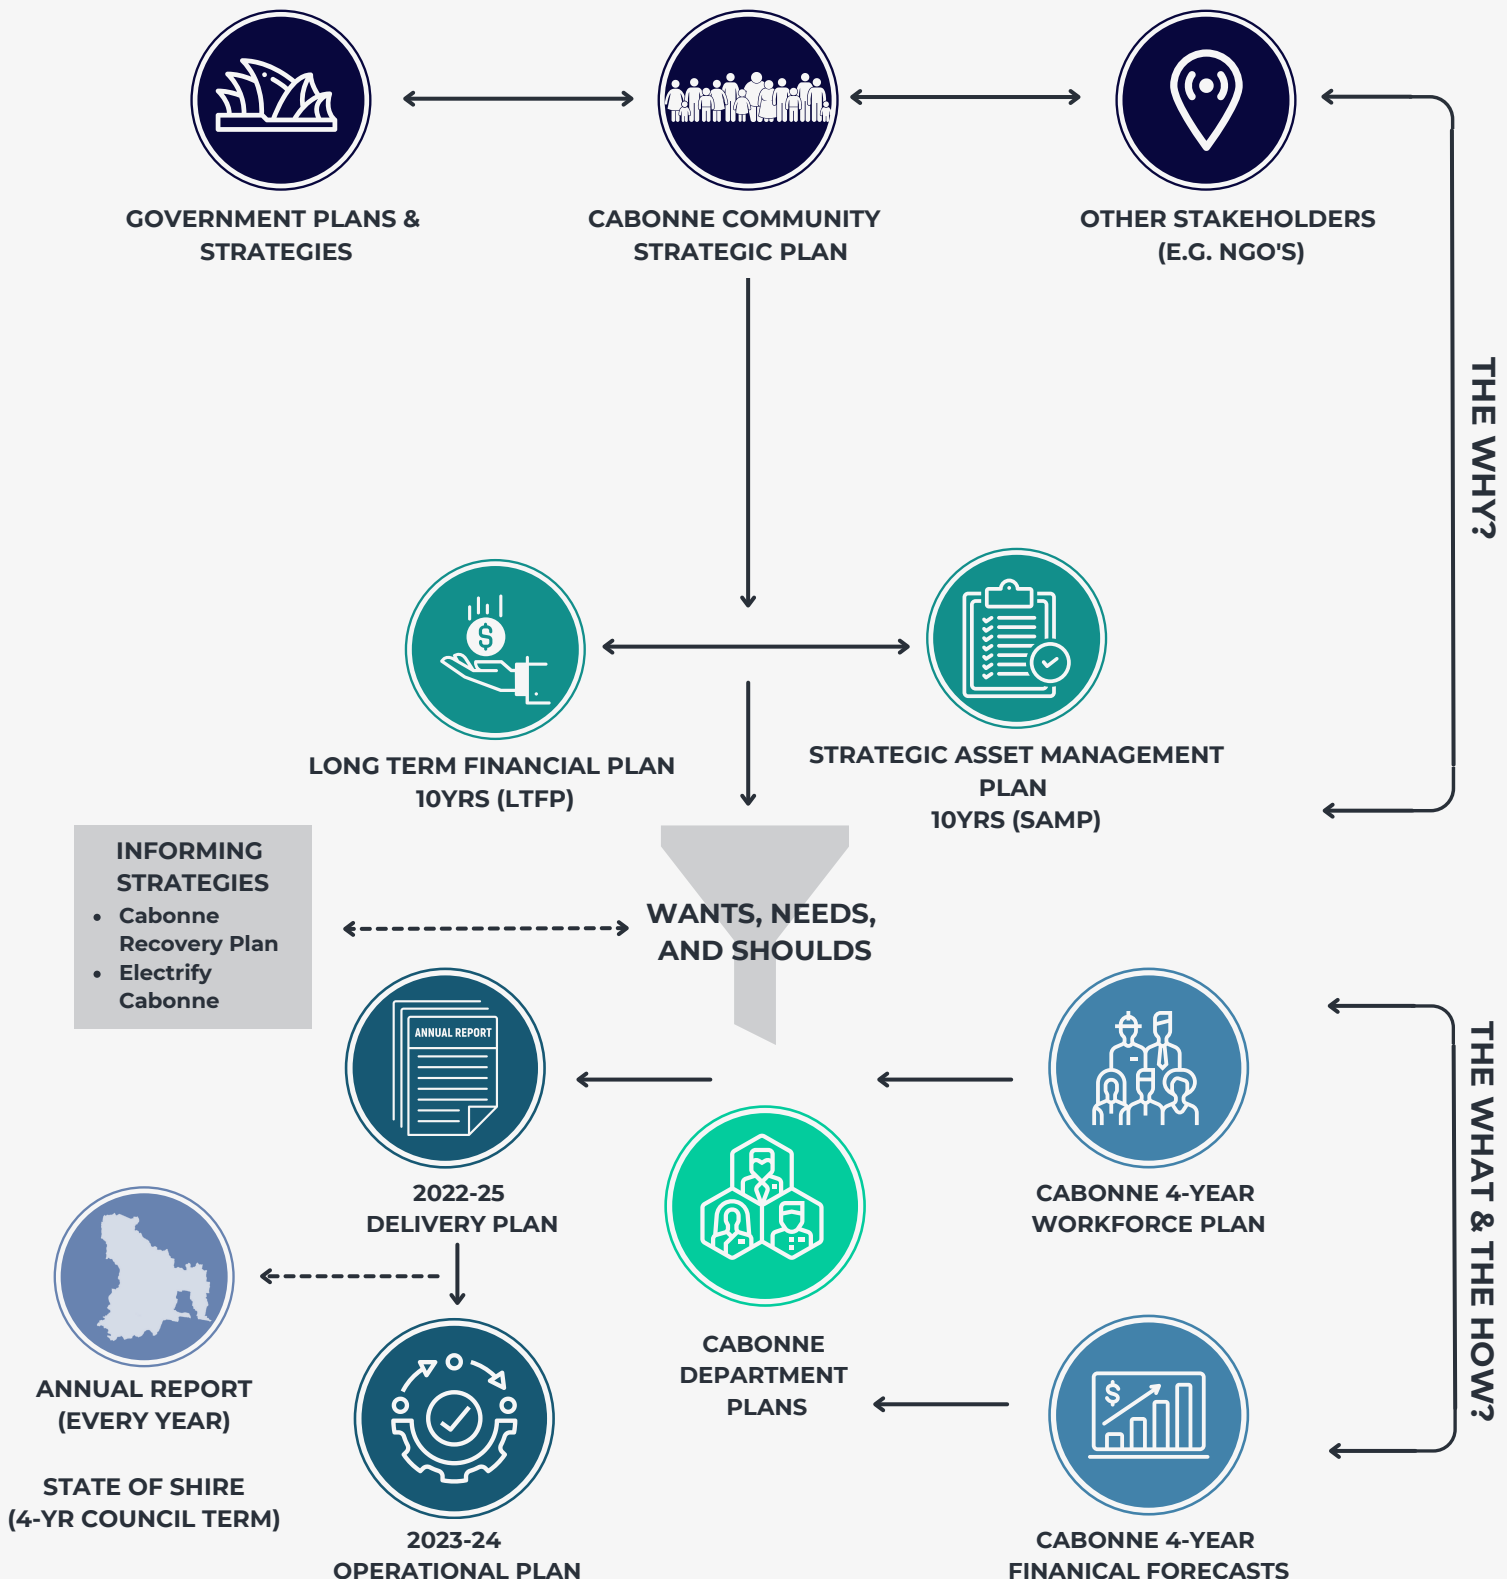 GOVERNMENT PLANS &
STRATEGIES
CABONNE COMMUNITY
STRATEGIC PLAN
OTHER STAKEHOLDERS
(E.G. NGO'S)
THE WHY?
LONG TERM FINANCIAL PLAN
10YRS (LTFP)
STRATEGIC ASSET MANAGEMENT
PLAN
10YRS (SAMP)
INFORMING
STRATEGIES
• Cabonne
Recovery Plan
• Electrify
Cabonne
WANTS, NEEDS,
AND SHOULDS
ANNUAL REPORT
2022-25
DELIVERY PLAN
CABONNE 4-YEAR
WORKFORCE PLAN
THE WHAT & THE HOW?
CABONNE
DEPARTMENT
PLANS
ANNUAL REPORT
(EVERY YEAR)
STATE OF SHIRE
(4-YR COUNCIL TERM)
2023-24
OPERATIONAL PLAN
$
$
CABONNE 4-YEAR
FINANICAL FORECASTS